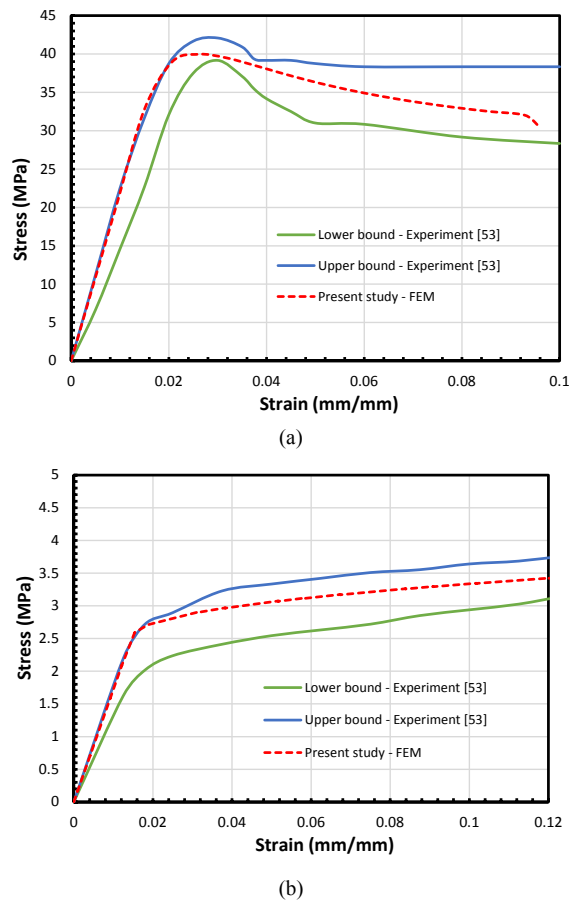 45
40
35
30
25
20
15
10
5
0
Stress (MPa)
Lower bound - Experiment [53]
Upper bound - Experiment [53]
Present study - FEM
0 0.02 0.04 0.06 0.08 0.1
Strain (mm/mm)
(a)
5
4.5
4
3.5
3
2.5
2
1.5
1
0.5
0
Stress (MPa)
Lower bound - Experiment [53]
Upper bound - Experiment [53]
Present study - FEM
0 0.02 0.04 0.06 0.08 0.1 0.12
Strain (mm/mm)
(b)